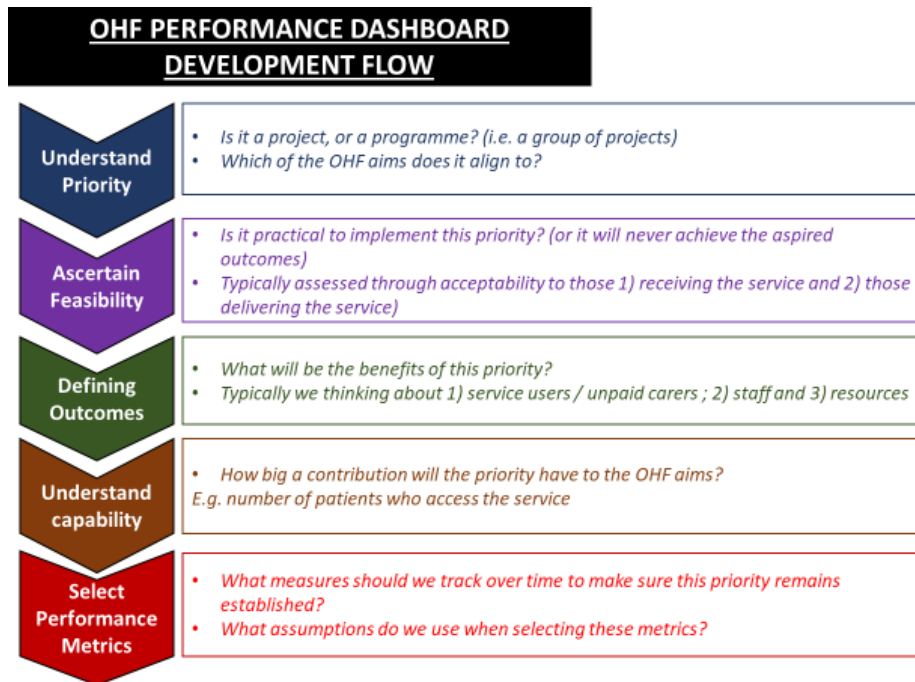 OHF PERFORMANCE DASHBOARD
DEVELOPMENT FLOW
Understand
Priority
• Is it a project, or a programme? (i.e. a group of projects)
• Which of the OHF aims does it align to?
Ascertain
Feasibility
• Is it practical to implement this priority? (or it will never achieve the aspired
outcomes)
• Typically assessed through acceptability to those 1) receiving the service and 2) those
delivering the service)
Defining
Outcomes
• What will be the benefits of this priority?
• Typically we thinking about 1) service users / unpaid carers ; 2) staff and 3) resources
Understand
capability
• How big a contribution will the priority have to the OHF aims?
E.g. number of patients who access the service
Select
Performance
Metrics
• What measures should we track over time to make sure this priority remains
established?
• What assumptions do we use when selecting these metrics?